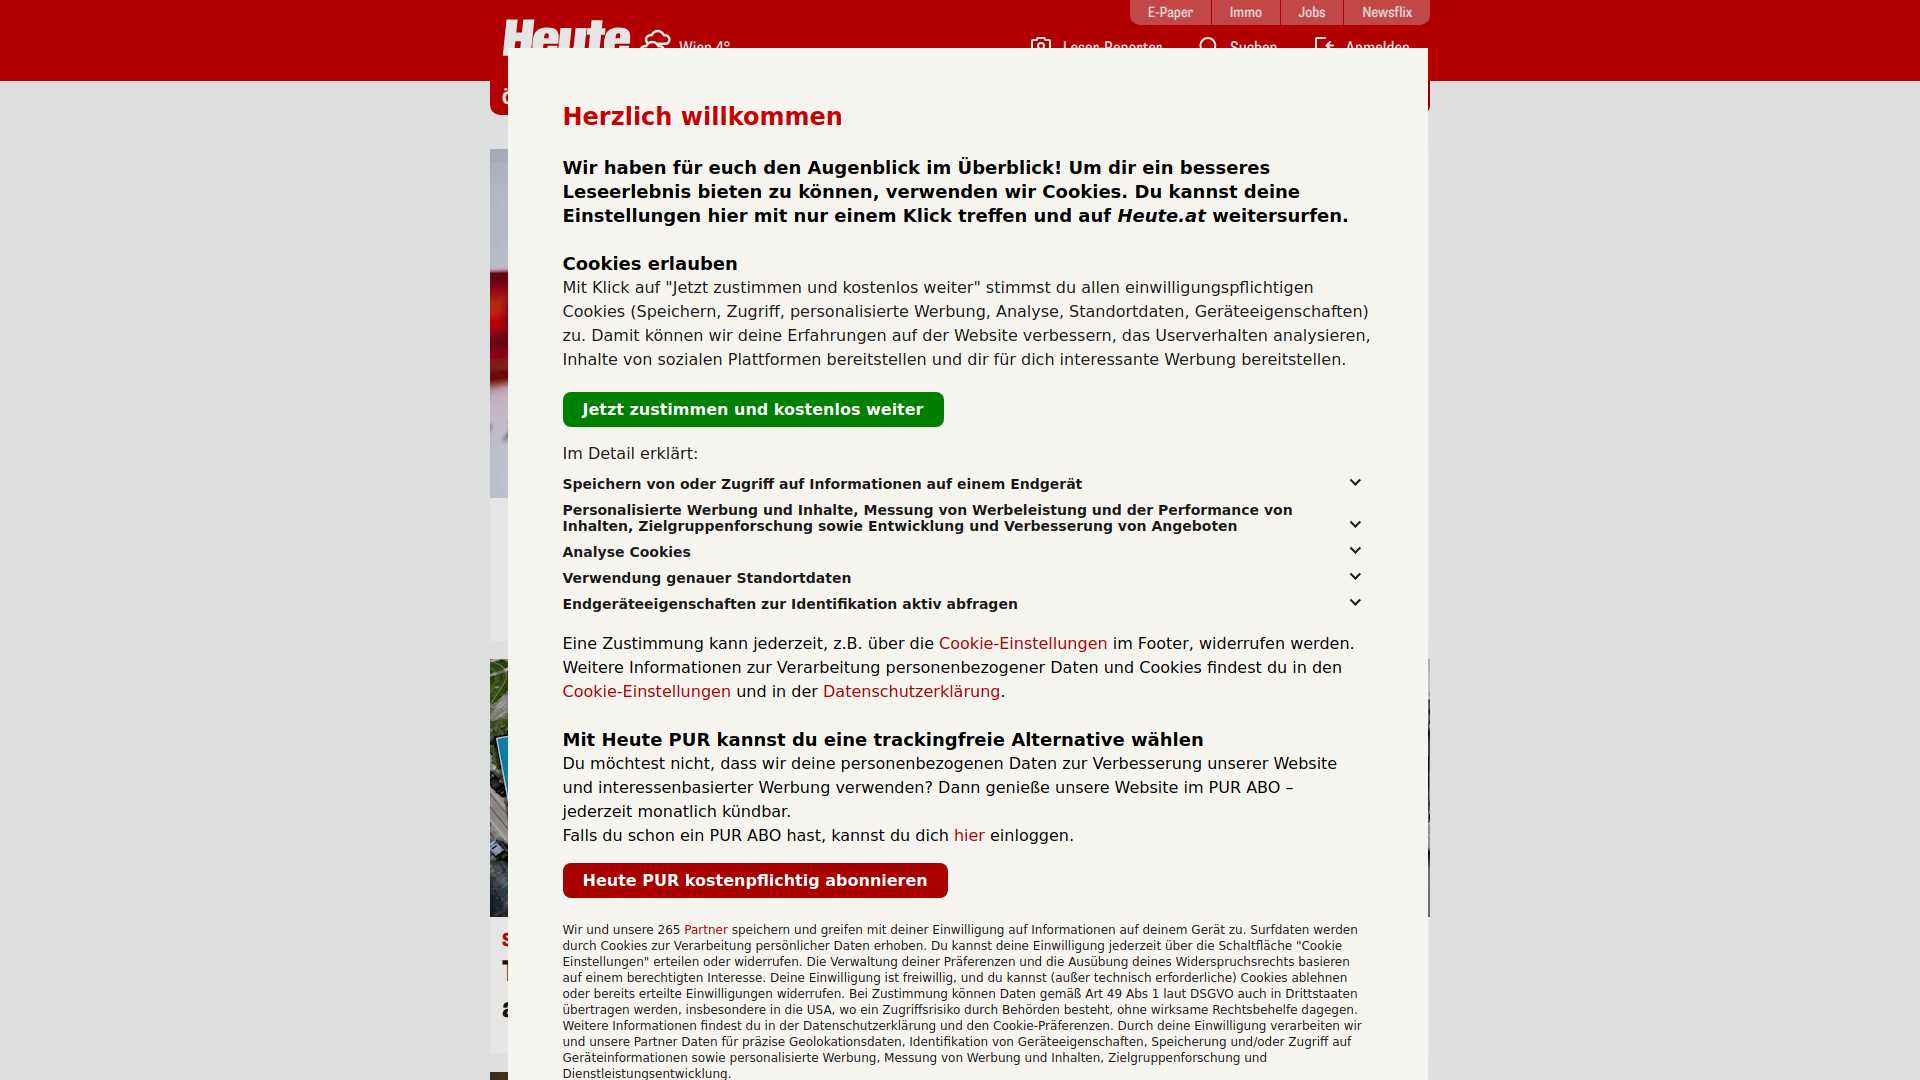 E-Paper
Immo
Jobs
Newsflix
Heute
Wien 4°
Leser-Reporter
Suchen
Anmelden
Herzlich willkommen
Wir haben für euch den Augenblick im Überblick! Um dir ein besseres
Leseerlebnis bieten zu können, verwenden wir Cookies. Du kannst deine
Einstellungen hier mit nur einem Klick treffen und auf Heute.at weitersurfen.
Cookies erlauben
Mit Klick auf "Jetzt zustimmen und kostenlos weiter" stimmst du allen einwilligungspflichtigen
Cookies (Speichern, Zugriff, personalisierte Werbung, Analyse, Standortdaten, Geräteeigenschaften)
zu. Damit können wir deine Erfahrungen auf der Website verbessern, das Userverhalten analysieren,
Inhalte von sozialen Plattformen bereitstellen und dir für dich interessante Werbung bereitstellen.
Jetzt zustimmen und kostenlos weiter
Im Detail erklärt:
Speichern von oder Zugriff auf Informationen auf einem Endgerät
Personalisierte Werbung und Inhalte, Messung von Werbeleistung und der Performance von
Inhalten, Zielgruppenforschung sowie Entwicklung und Verbesserung von Angeboten
Analyse Cookies
Verwendung genauer Standortdaten
Endgeräteeigenschaften zur Identifikation aktiv abfragen
Eine Zustimmung kann jederzeit, z.B. über die Cookie-Einstellungen im Footer, widerrufen werden.
Weitere Informationen zur Verarbeitung personenbezogener Daten und Cookies findest du in den
Cookie-Einstellungen und in der Datenschutzerklärung.
Mit Heute PUR kannst du eine trackingfreie Alternative wählen
Du möchtest nicht, dass wir deine personenbezogenen Daten zur Verbesserung unserer Website
und interessenbasierter Werbung verwenden? Dann genieße unsere Website im PUR ABO –
jederzeit monatlich kündbar.
Falls du schon ein PUR ABO hast, kannst du dich hier einloggen.
Heute PUR kostenpflichtig abonnieren
Wir und unsere 265 Partner speichern und greifen mit deiner Einwilligung auf Informationen auf deinem Gerät zu. Surfdaten werden
durch Cookies zur Verarbeitung persönlicher Daten erhoben. Du kannst deine Einwilligung jederzeit über die Schaltfläche "Cookie
Einstellungen" erteilen oder widerrufen. Die Verwaltung deiner Präferenzen und die Ausübung deines Widerspruchsrechts basieren
auf einem berechtigten Interesse. Deine Einwilligung ist freiwillig, und du kannst (außer technisch erforderliche) Cookies ablehnen
oder bereits erteilte Einwilligungen widerrufen. Bei Zustimmung können Daten gemäß Art 49 Abs 1 laut DSGVO auch in Drittstaaten
übertragen werden, insbesondere in die USA, wo ein Zugriffsrisiko durch Behörden besteht, ohne wirksame Rechtsbehelfe dagegen.
Weitere Informationen findest du in der Datenschutzerklärung und den Cookie-Präferenzen. Durch deine Einwilligung verarbeiten wir
und unsere Partner Daten für präzise Geolokationsdaten, Identifikation von Geräteeigenschaften, Speicherung und/oder Zugriff auf
Geräteinformationen sowie personalisierte Werbung, Messung von Werbung und Inhalten, Zielgruppenforschung und
Dienstleistungsentwicklung.